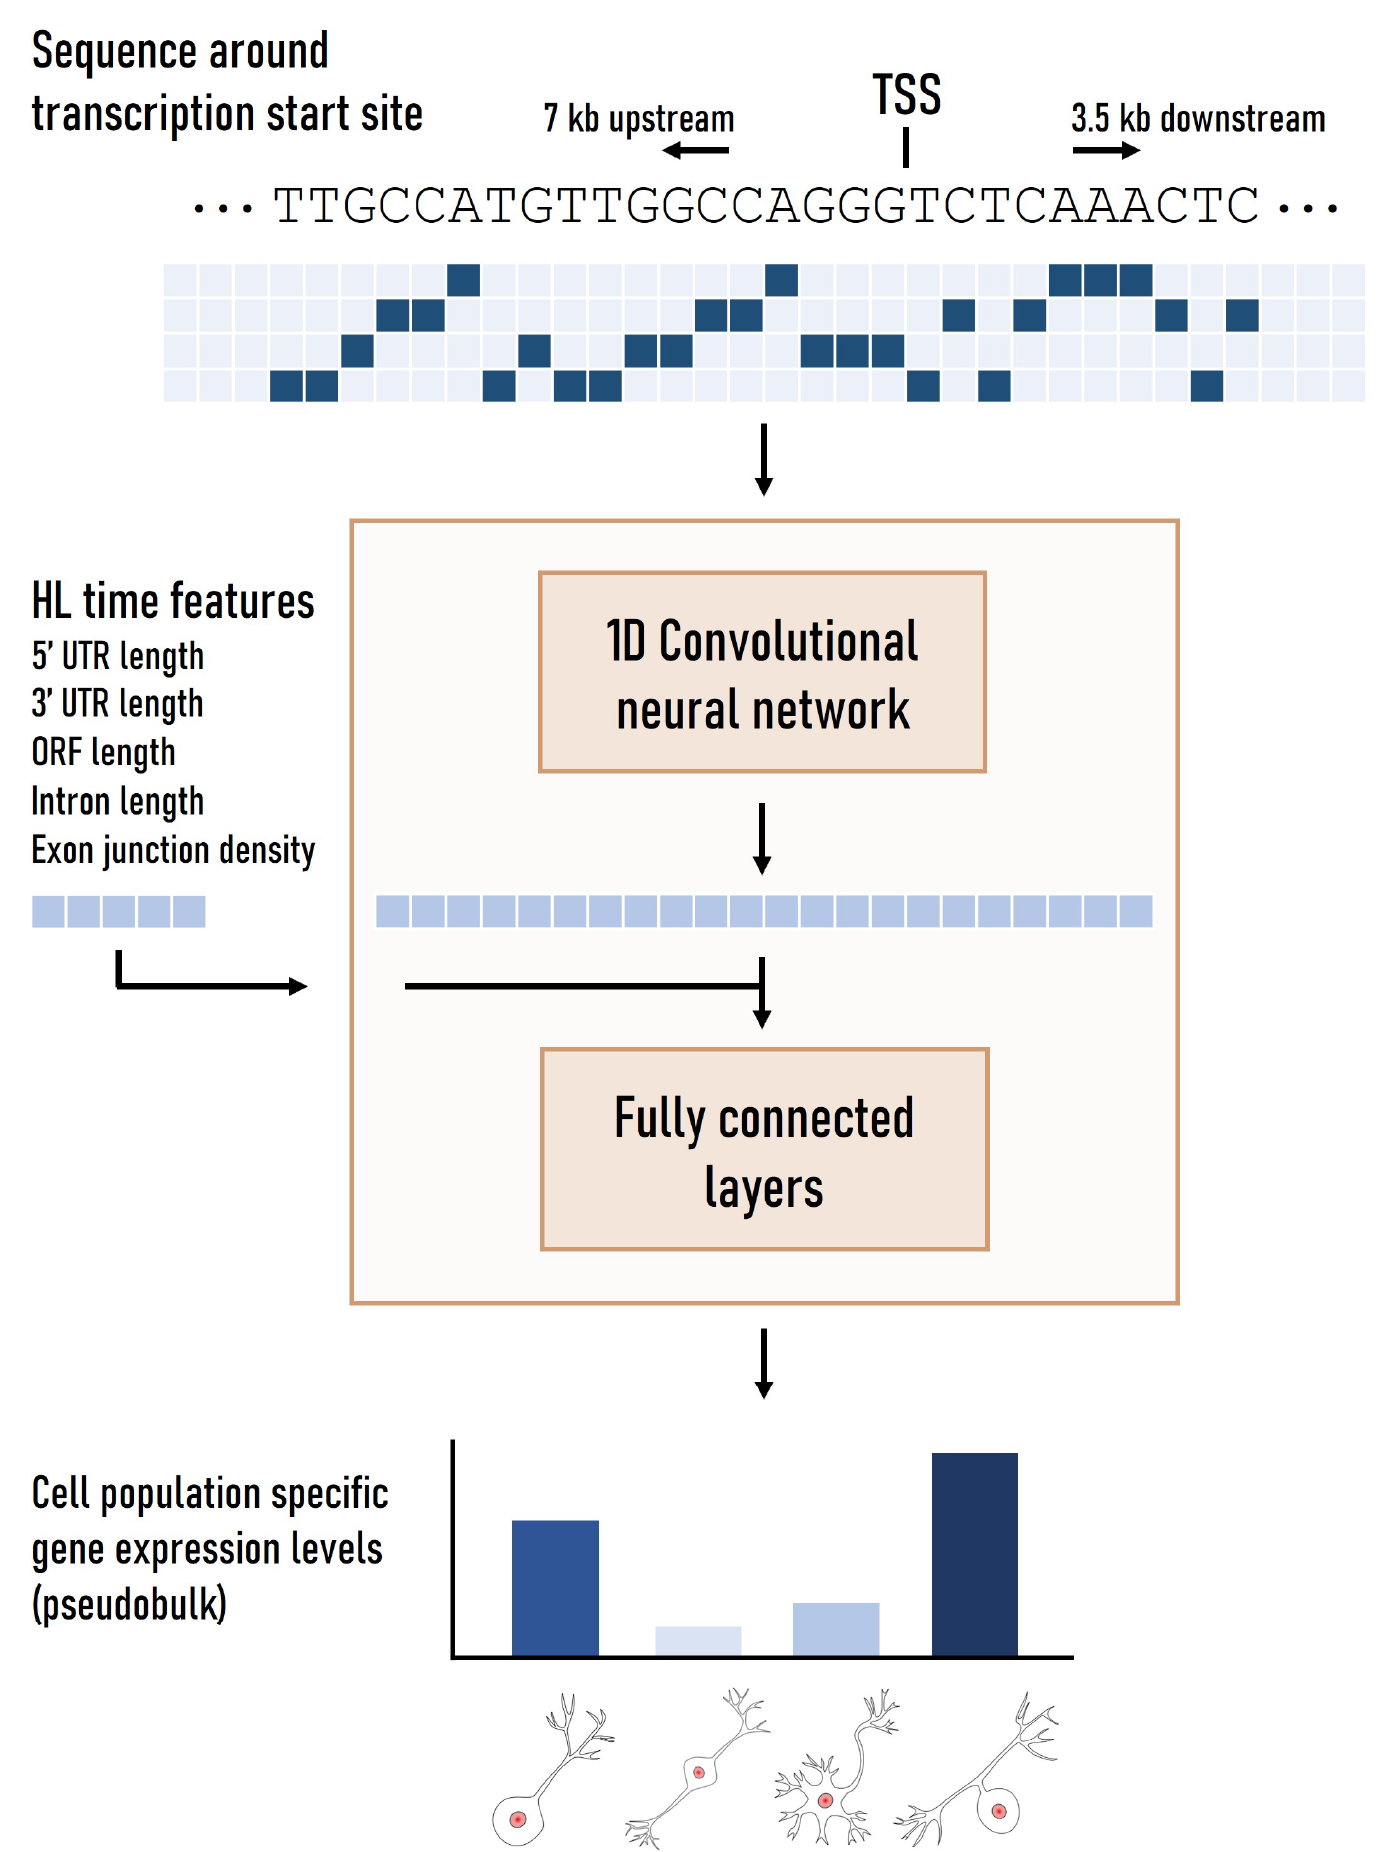 Sequence around
transcription start site
7 kb upstream
TSS
3.5 kb downstream
··· TTGCCATGTTGGCCAGGGTCTCAAACTC ···
1D Convolutional
neural network
HL time features
5’ UTR length
3’ UTR length
ORF length
Intron length
Exon junction density
Fully connected
layers
Cell population specific
gene expression levels
(pseudobulk)